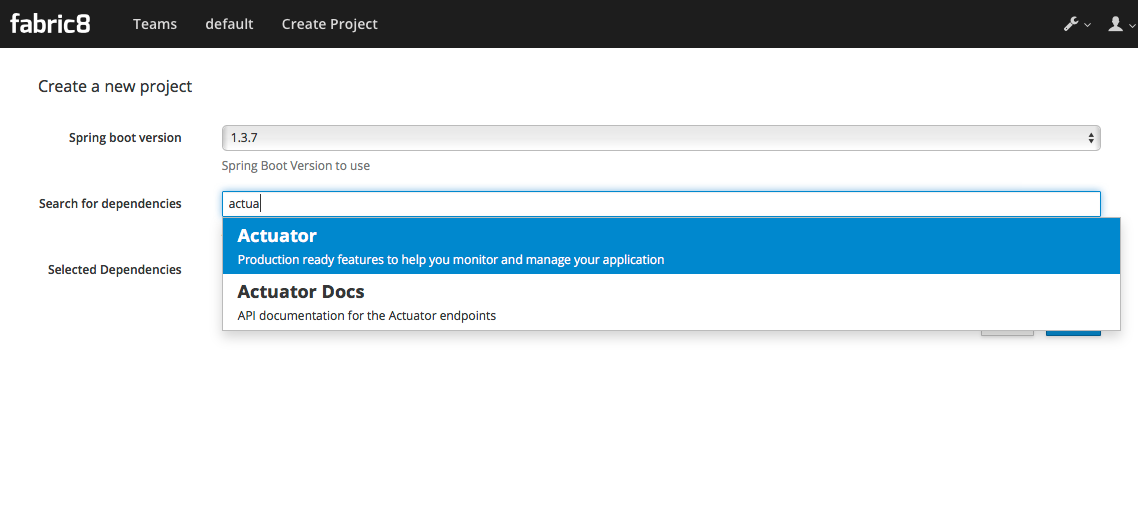 fabric8 Teams default Create Project
Create a new project
Spring boot version 1.3.7
Spring Boot Version to use
Search for dependencies actua
Actuator
Production ready features to help you monitor and manage your application
Selected Dependencies
Actuator Docs
API documentation for the Actuator endpoints